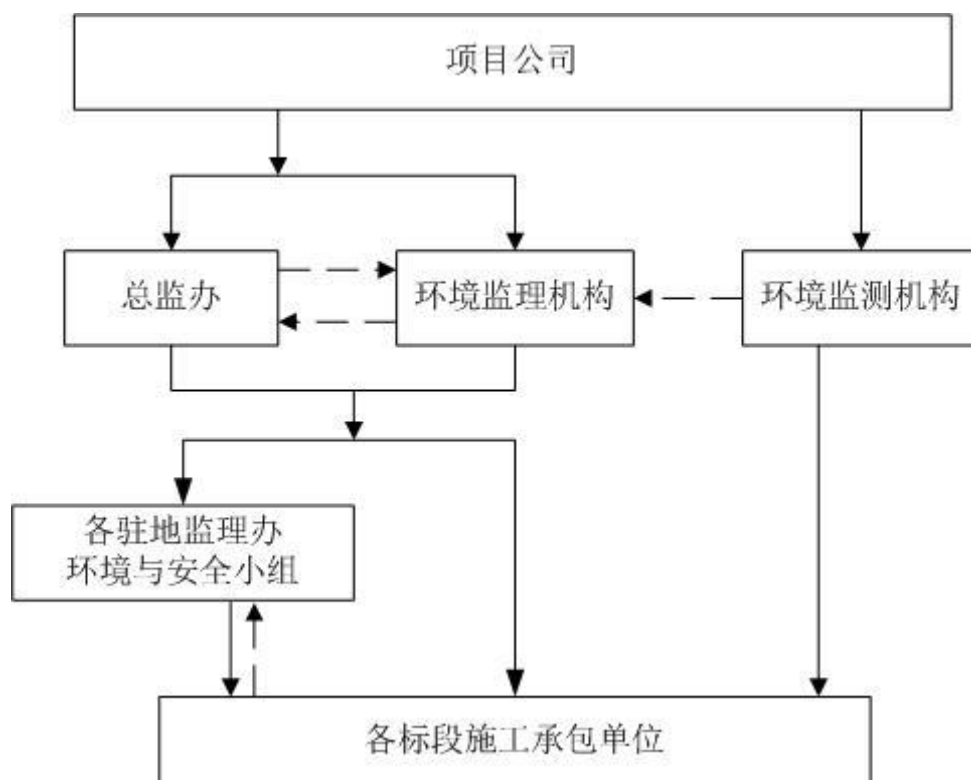 项目公司
总监办
环境监理机构
环境监测机构
各驻地监理办
环境与安全小组
各标段施工承包单位